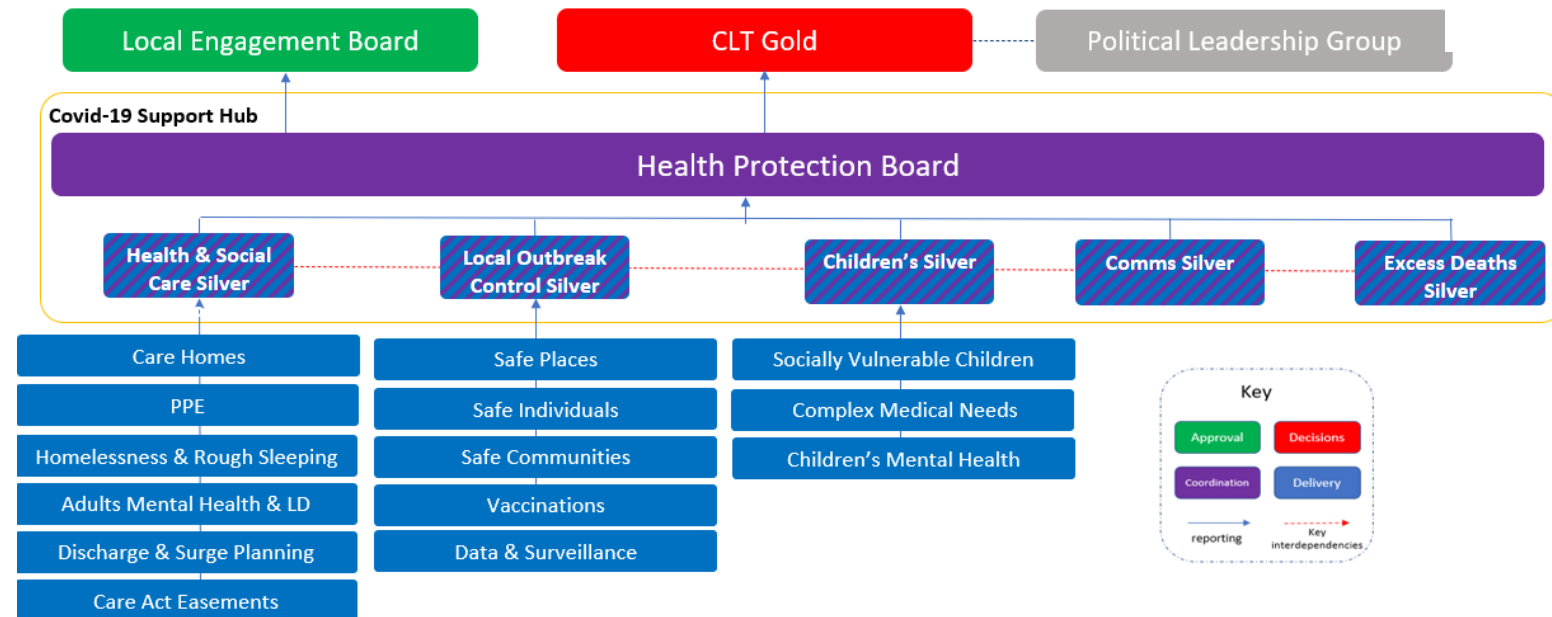 Local Engagement Board
CLT Gold
Political Leadership Group
Covid-19 Support Hub
Health Protection Board
Health & Social
Care Silver
Local Outbreak
Control Silver
Children’s Silver
Comms Silver
Excess Deaths
Silver
Care Homes
PPE
Homelessness & Rough Sleeping
Adults Mental Health & LD
Discharge & Surge Planning
Care Act Easements
Safe Places
Safe Individuals
Safe Communities
Vaccinations
Data & Surveillance
Socially Vulnerable Children
Complex Medical Needs
Children’s Mental Health
Key
Approval
Decisions
Coordination
Delivery
reporting
Key
interdependencies